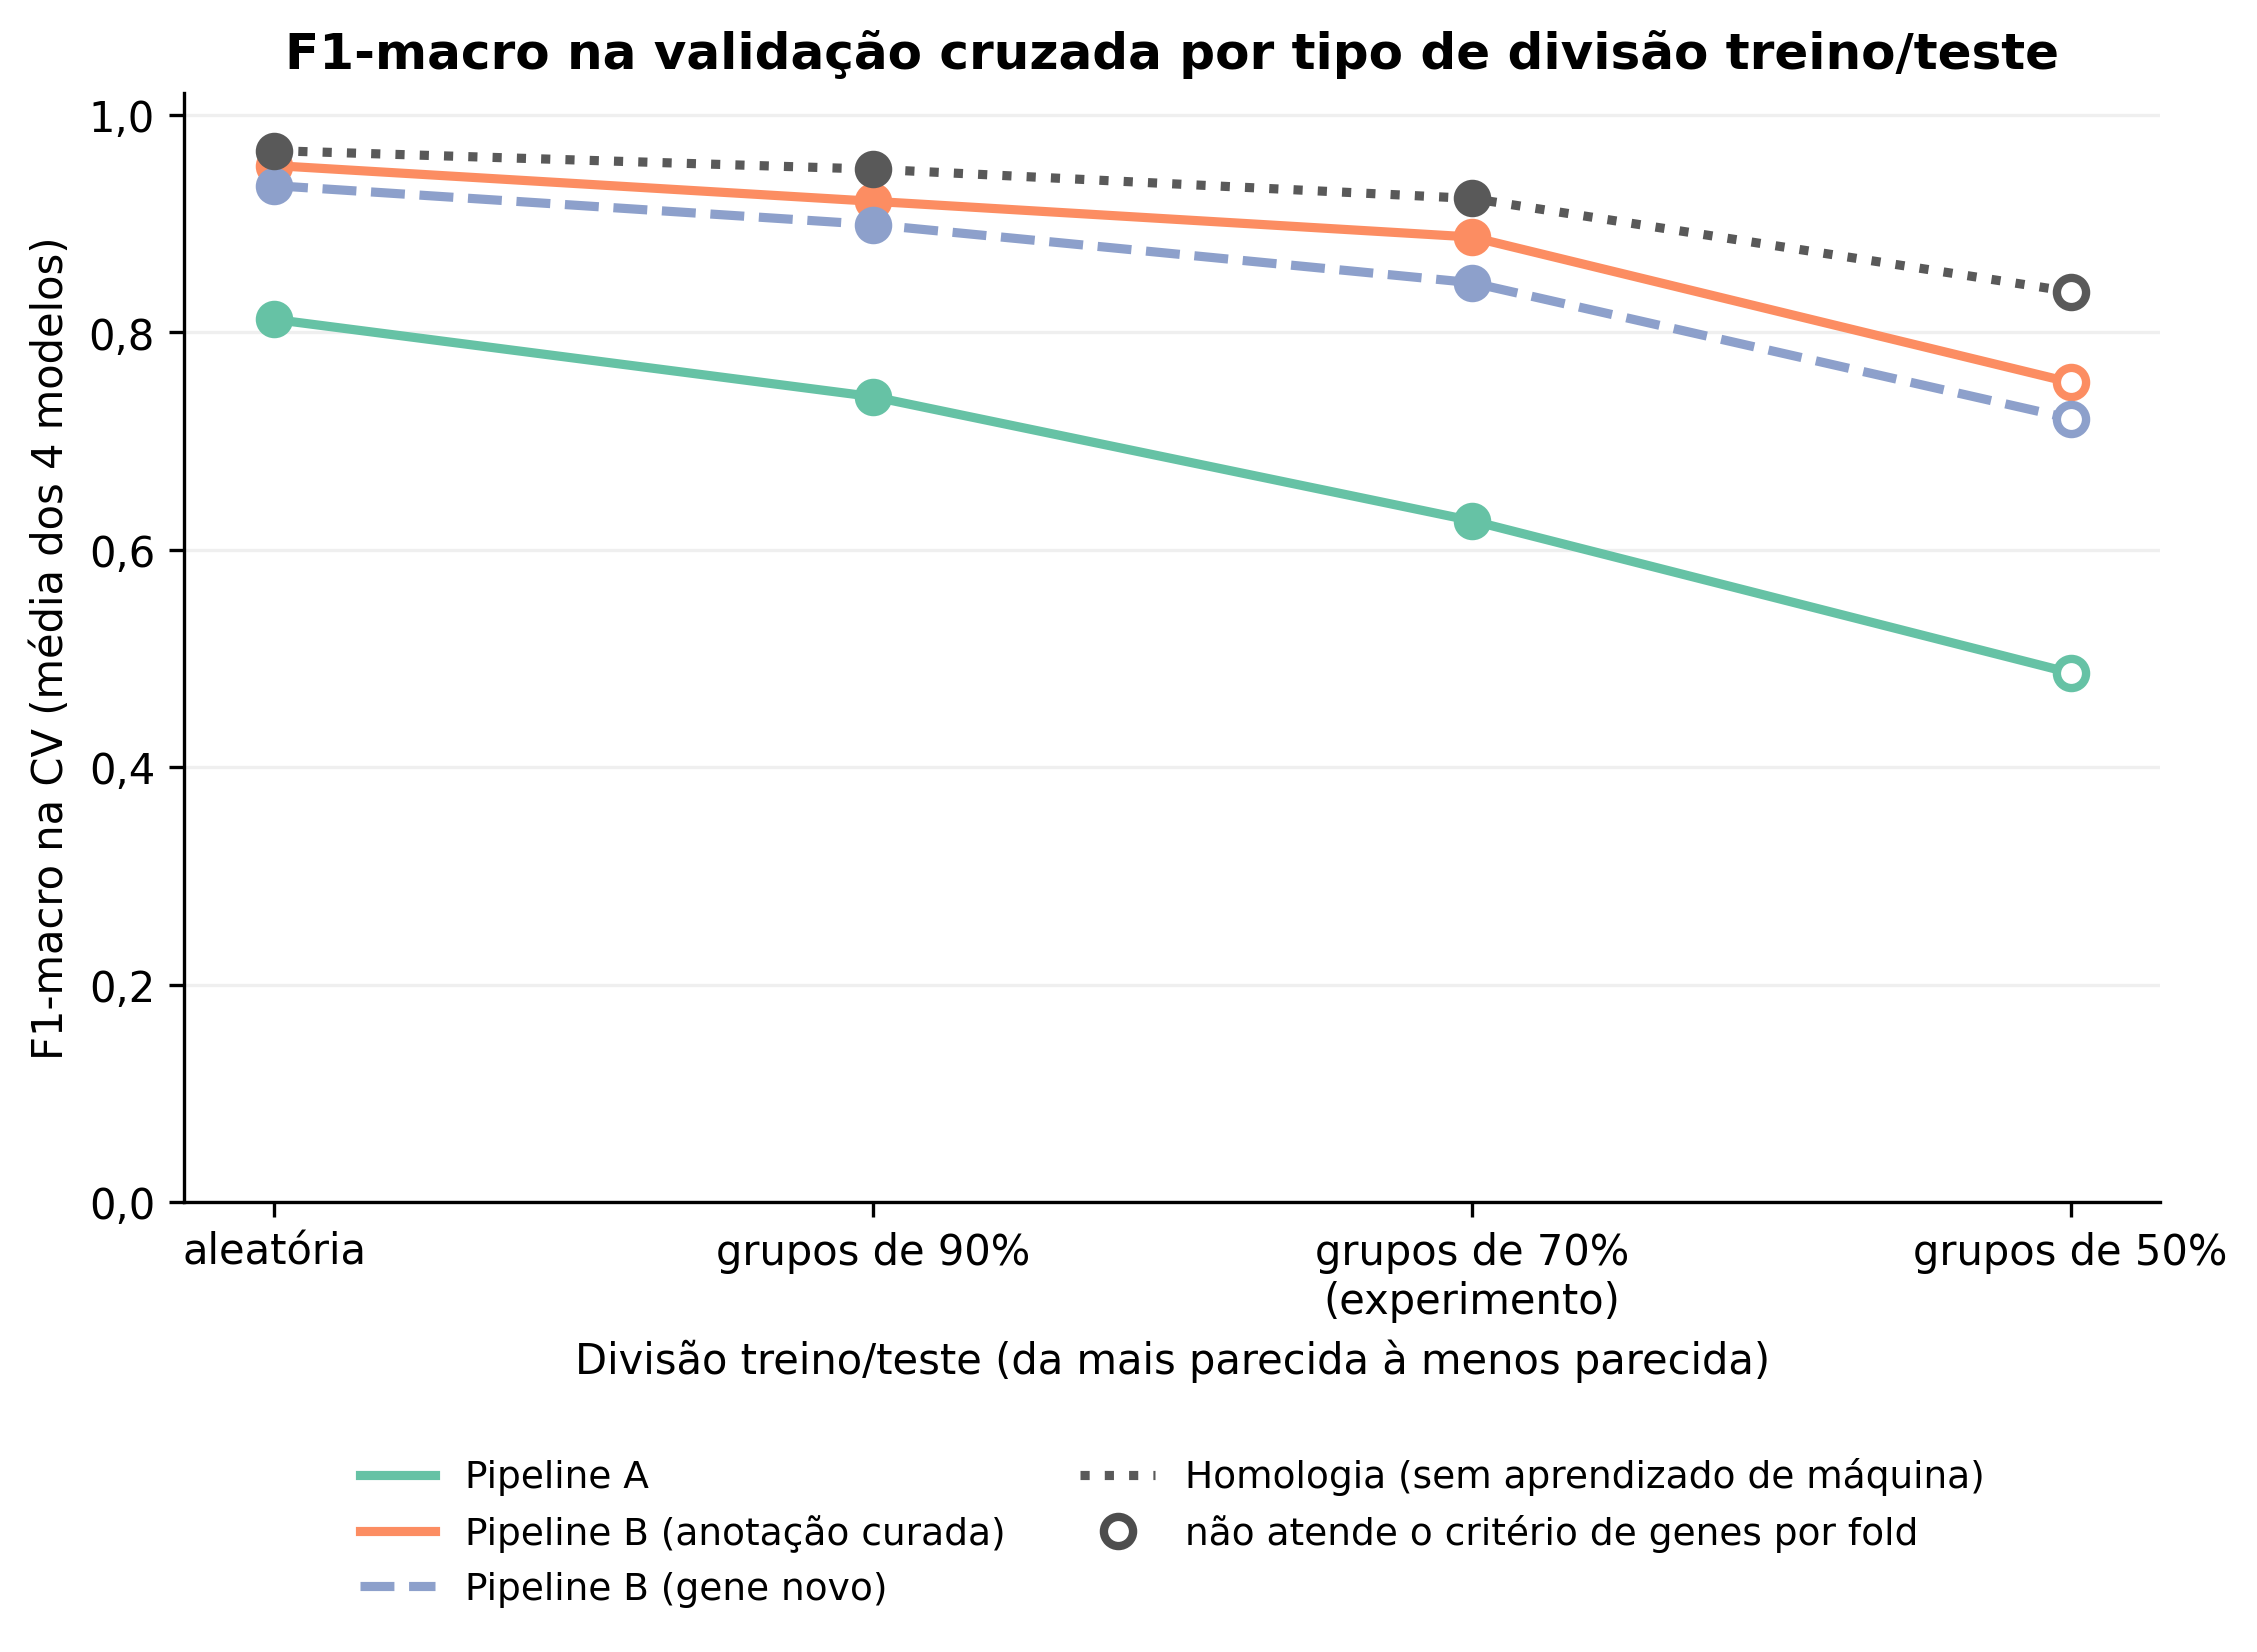 F1-macro na validação cruzada por tipo de divisão treino/teste
F1-macro na CV (média dos 4 modelos)
1,0
0,8
0,6
0,4
0,2
0,0
aleatória
grupos de 90%
grupos de 70%
(experimento)
grupos de 50%
Divisão treino/teste (da mais parecida à menos parecida)
Pipeline A
Pipeline B (anotação curada)
Pipeline B (gene novo)
Homologia (sem aprendizado de máquina)
não atende o critério de genes por fold